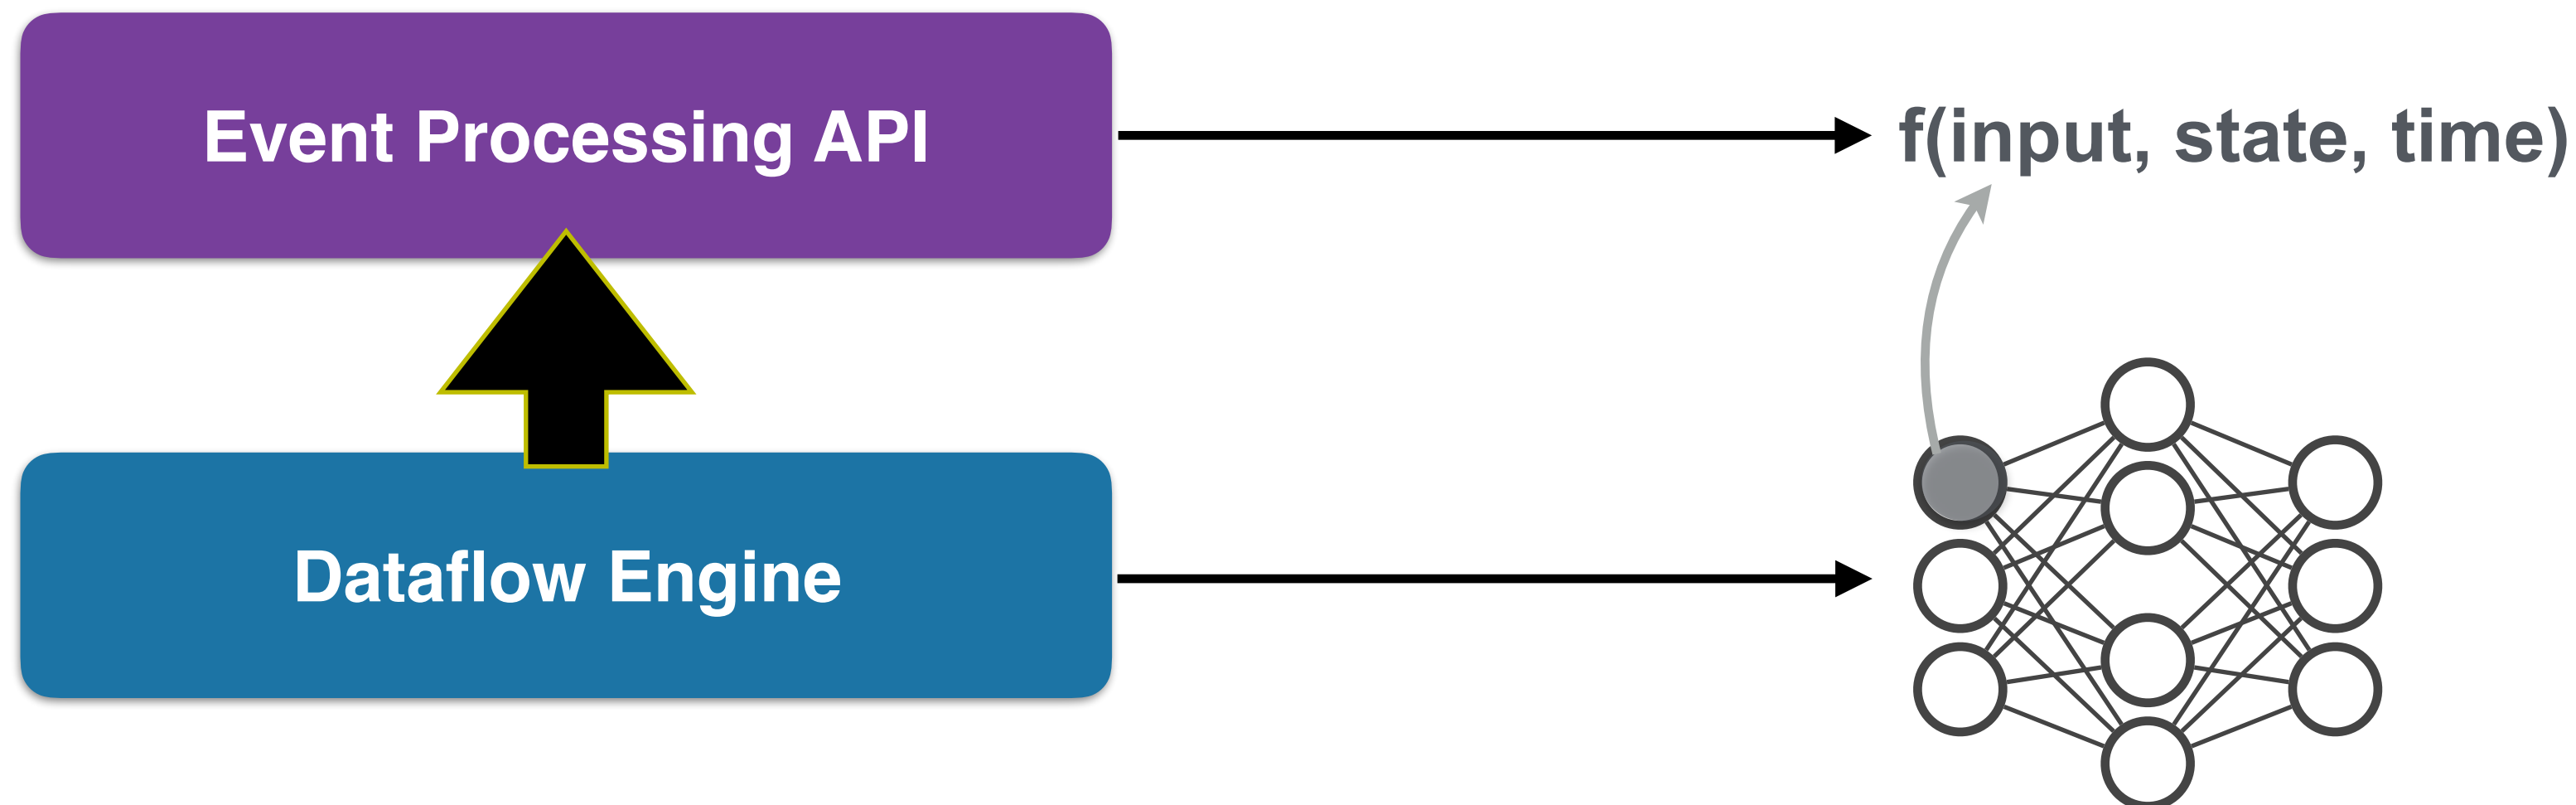 Event Processing API
f(input, state, time)
Dataflow Engine